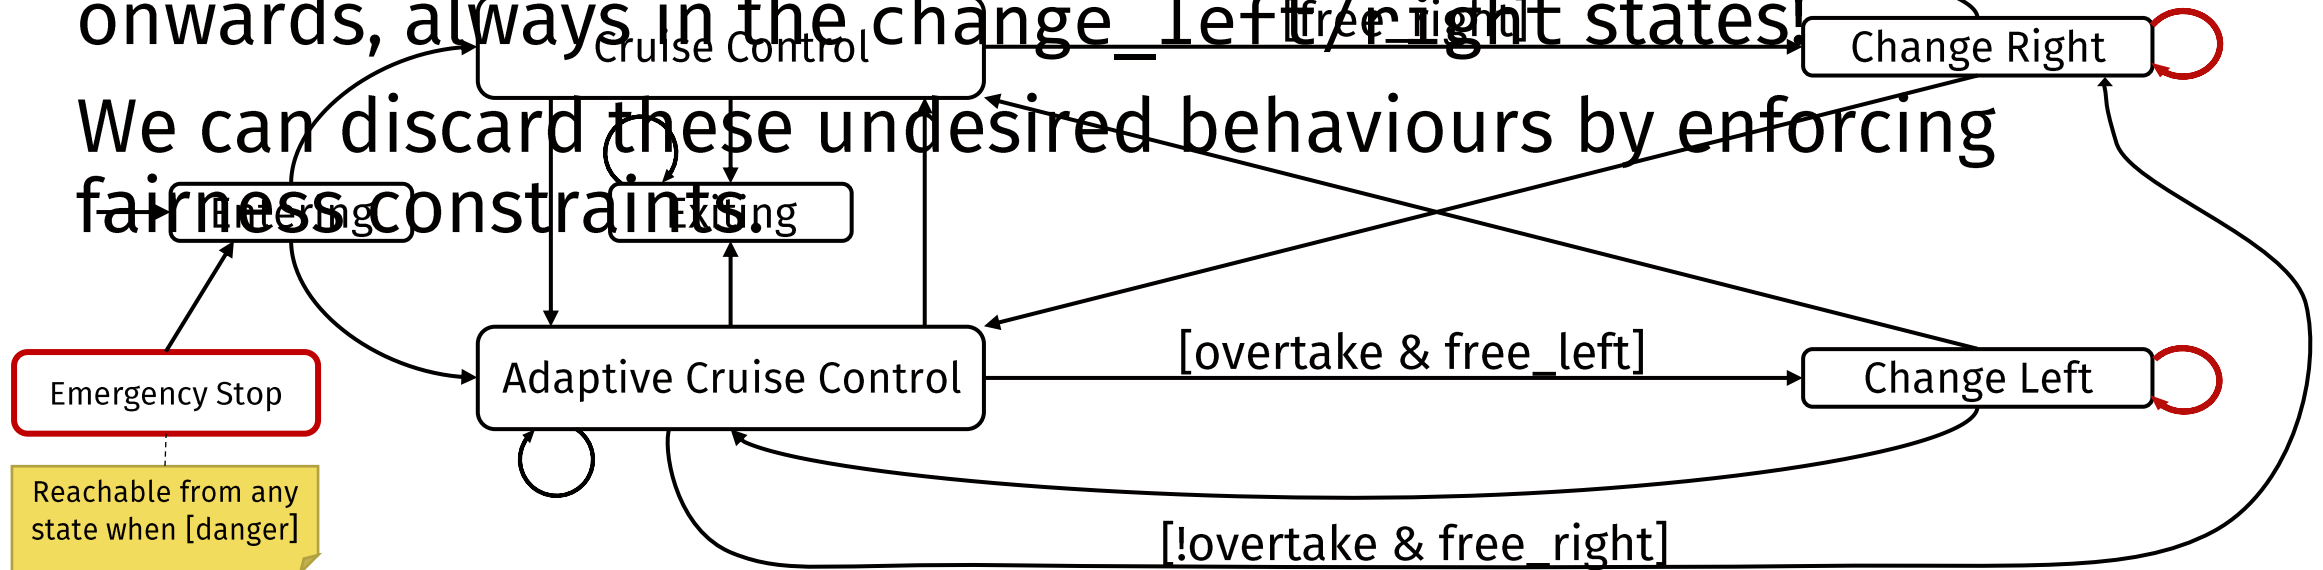 onwards, always in the change_left/right states!
[free_right]
Cruise Control
Change Right
We can discard these undesired behaviours by enforcing
fairness constraints.
Entering
Exiting
[overtake & free_left]
Adaptive Cruise Control
Change Left
Emergency Stop
Reachable from any
state when [danger]
[!overtake & free_right]